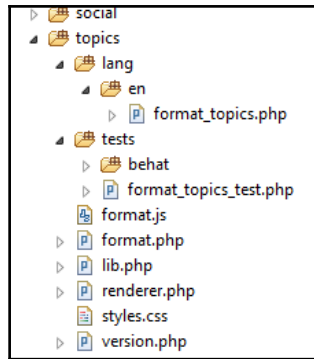 social
topics
lang
en
format_topics.php
tests
behat
format_topics_test.php
format.js
format.php
lib.php
renderer.php
styles.css
version.php